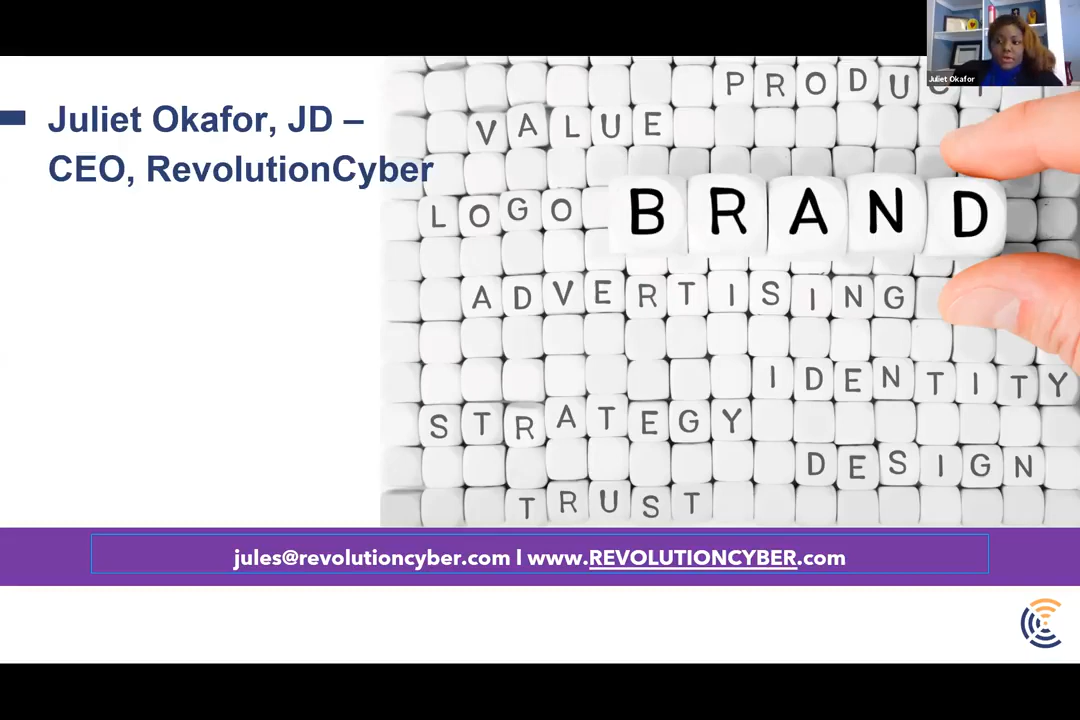 Juliet Okafor
Juliet Okafor, JD –
CEO, RevolutionCyber
PRODUCT
VALUE
LOGO
BRAND
ADVERTISING
IDENTITY
STRATEGY
DESIGN
TRUST
jules@revolutioncyber.com I www.REVOLUTIONCYBER.com